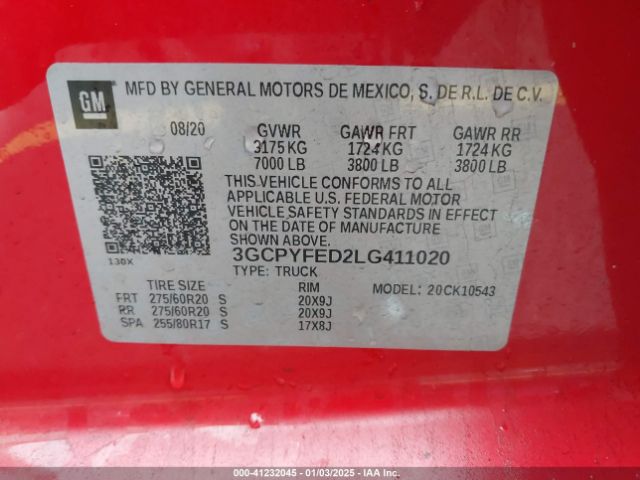 GM
MFD BY GENERAL MOTORS DE MEXICO, S. DE R.L. DE C.V.
08/20 GVWR GAWR FRT GAWR RR
3175 KG 1724 KG 1724 KG
7000 LB 3800 LB 3800 LB
THIS VEHICLE CONFORMS TO ALL
APPLICABLE U.S. FEDERAL MOTOR
VEHICLE SAFETY STANDARDS IN EFFECT
ON THE DATE OF MANUFACTURE
3GCPYFED2LG411020
130X TYPE: TRUCK
TIRE SIZE RIM MODEL: 20CK10543
FRT 275/60R20 S 20X9J
RR 275/60R20 S 20X9J
SPA 255/80R17 S 17X8J
000-41232045 - 01/03/2025 - IAA Inc.